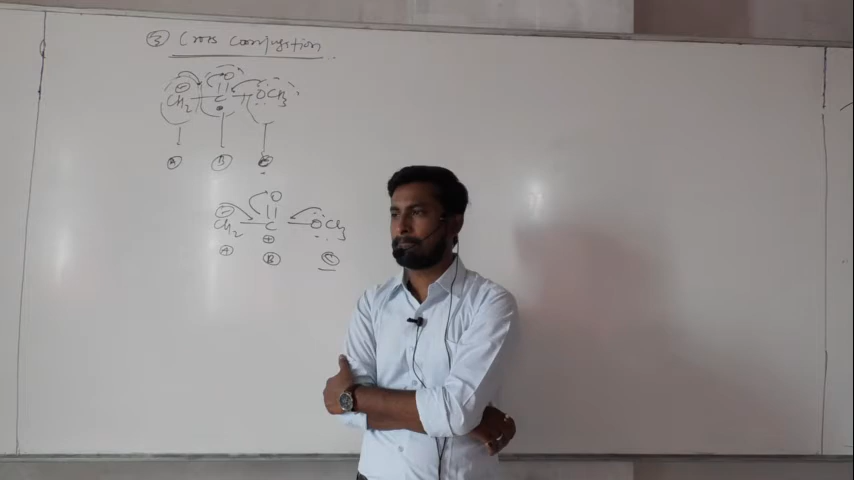 ③ Cross Conjugation
O
⊖
CH2 — C — OCH3
Ⓐ Ⓑ Ⓒ
O
⊖
CH2 — C — OCH3
⊕
Ⓐ Ⓑ Ⓒ